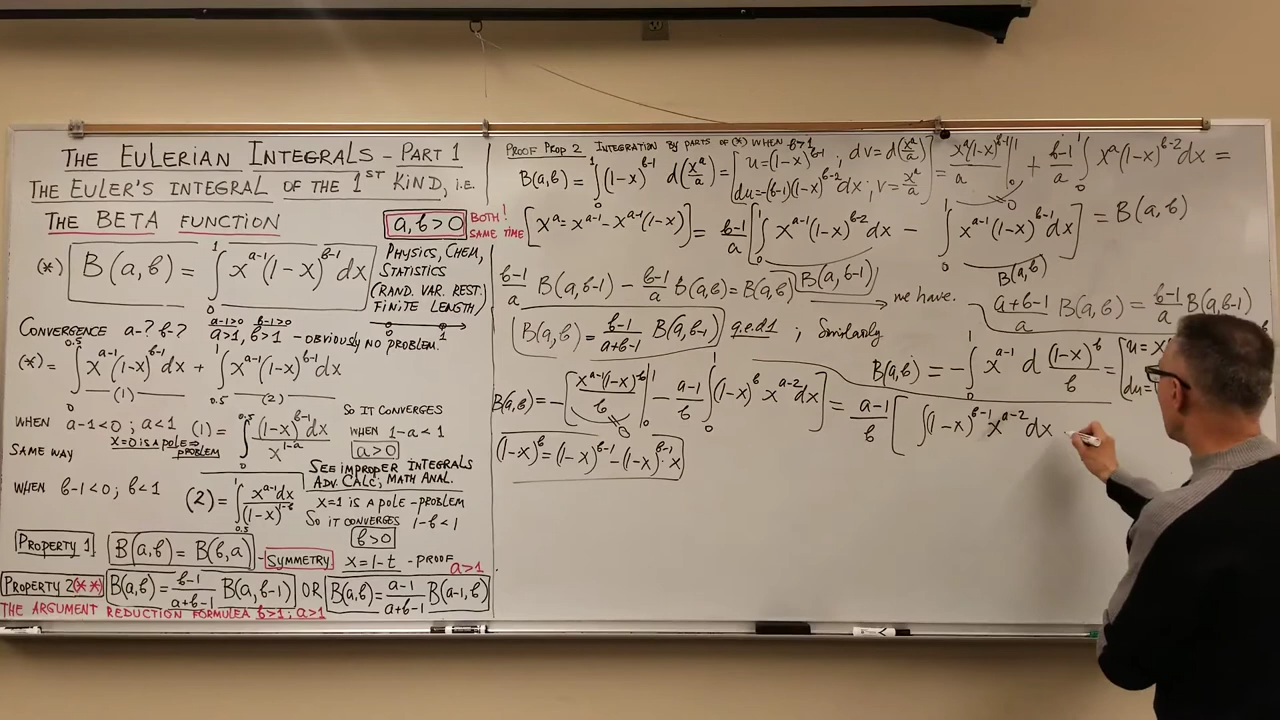 THE EULERIAN INTEGRALS - PART 1
THE EULER'S INTEGRAL OF THE 1ST KIND, i.E.
THE BETA FUNCTION
a,b>0 BOTH! SAME TIME
(*) B(a,b) = ∫₀¹ x^{a-1}(1-x)^{b-1}dx
PHYSICS, CHEM,
STATISTICS
(RAND. VAR. REST.
FINITE LENGTH)
0 1
CONVERGENCE a-? b-? a-1>0 b-1>0
a>1, b>1 - OBVIOUSLY NO PROBLEM.
(*) = ∫₀^{0.5} x^{a-1}(1-x)^{b-1}dx + ∫_{0.5}^1 x^{a-1}(1-x)^{b-1}dx
(1) (2)
WHEN a-1<0; a<1 (1) = ∫₀^{0.5} (1-x)^{b-1}dx / x^{1-a}
SO IT CONVERGES
WHEN 1-a<1
a>0
SAME WAY x=0 IS A POLE ⇒ PROBLEM
SEE IMPROPER INTEGRALS
ADV. CALC; MATH ANAL.
WHEN b-1<0; b<1 (2) = ∫_{0.5}^1 x^{a-1}dx / (1-x)^{1-b}
x=1 IS A POLE - PROBLEM
SO IT CONVERGES 1-b<1
b>0
PROPERTY 1 B(a,b) = B(b,a) - SYMMETRY x=1-t - PROOF
a>1
PROPERTY 2(**) B(a,b) = b-1/a+b-1 B(a,b-1) OR B(a,b) = a-1/a+b-1 B(a-1,b)
THE ARGUMENT REDUCTION FORMULEA b>1; a>1
PROOF PROP 2 INTEGRATION BY PARTS OF (*) WHEN b>1
B(a,b) = ∫₀¹ (1-x)^{b-1} d(x^a/a) = [u=(1-x)^{b-1}; dv=d(x^a/a) du=-(b-1)(1-x)^{b-2}dx; v=x^a/a] = x^a(1-x)^{b-1}/a |₀¹ + b-1/a ∫₀¹ x^a(1-x)^{b-2}dx =
0
[x^a = x^{a-1} - x^{a-1}(1-x)] = b-1/a [∫₀¹ x^{a-1}(1-x)^{b-2}dx - ∫₀¹ x^{a-1}(1-x)^{b-1}dx] = B(a,b)
B(a,b-1) B(a,b)
b-1/a B(a,b-1) - b-1/a B(a,b) = B(a,b) we have. a+b-1/a B(a,b) = b-1/a B(a,b-1)
B(a,b) = b-1/a+b-1 B(a,b-1) q.e.d1 ; Similarly
B(a,b) = -∫₀¹ x^{a-1} d (1-x)^b/b = [u=x
du=
B(a,b) = -[x^{a-1}(1-x)^b/b |₀¹ - a-1/b ∫₀¹ (1-x)^b x^{a-2}dx] = a-1/b [ ∫(1-x)^{b-1}x^{a-2}dx -
0
(1-x)^b = (1-x)^{b-1} - (1-x)^{b-1}·x